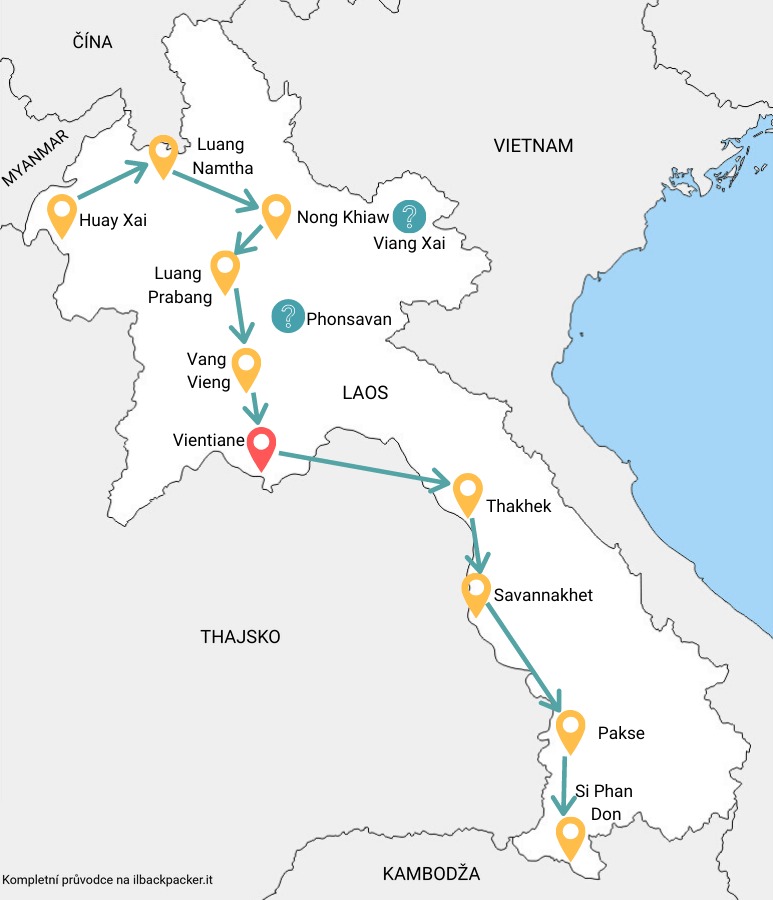 ČÍNA
MYANMAR
VIETNAM
Luang
Namtha
Huay Xai
Nong Khiaw
?
Viang Xai
Luang
Prabang
?
Phonsavan
Vang
Vieng
LAOS
Vientiane
Thakhek
Savannakhet
THAJSKO
Pakse
Si Phan
Don
KAMBODŽA
Kompletní průvodce na ilbackpacker.it